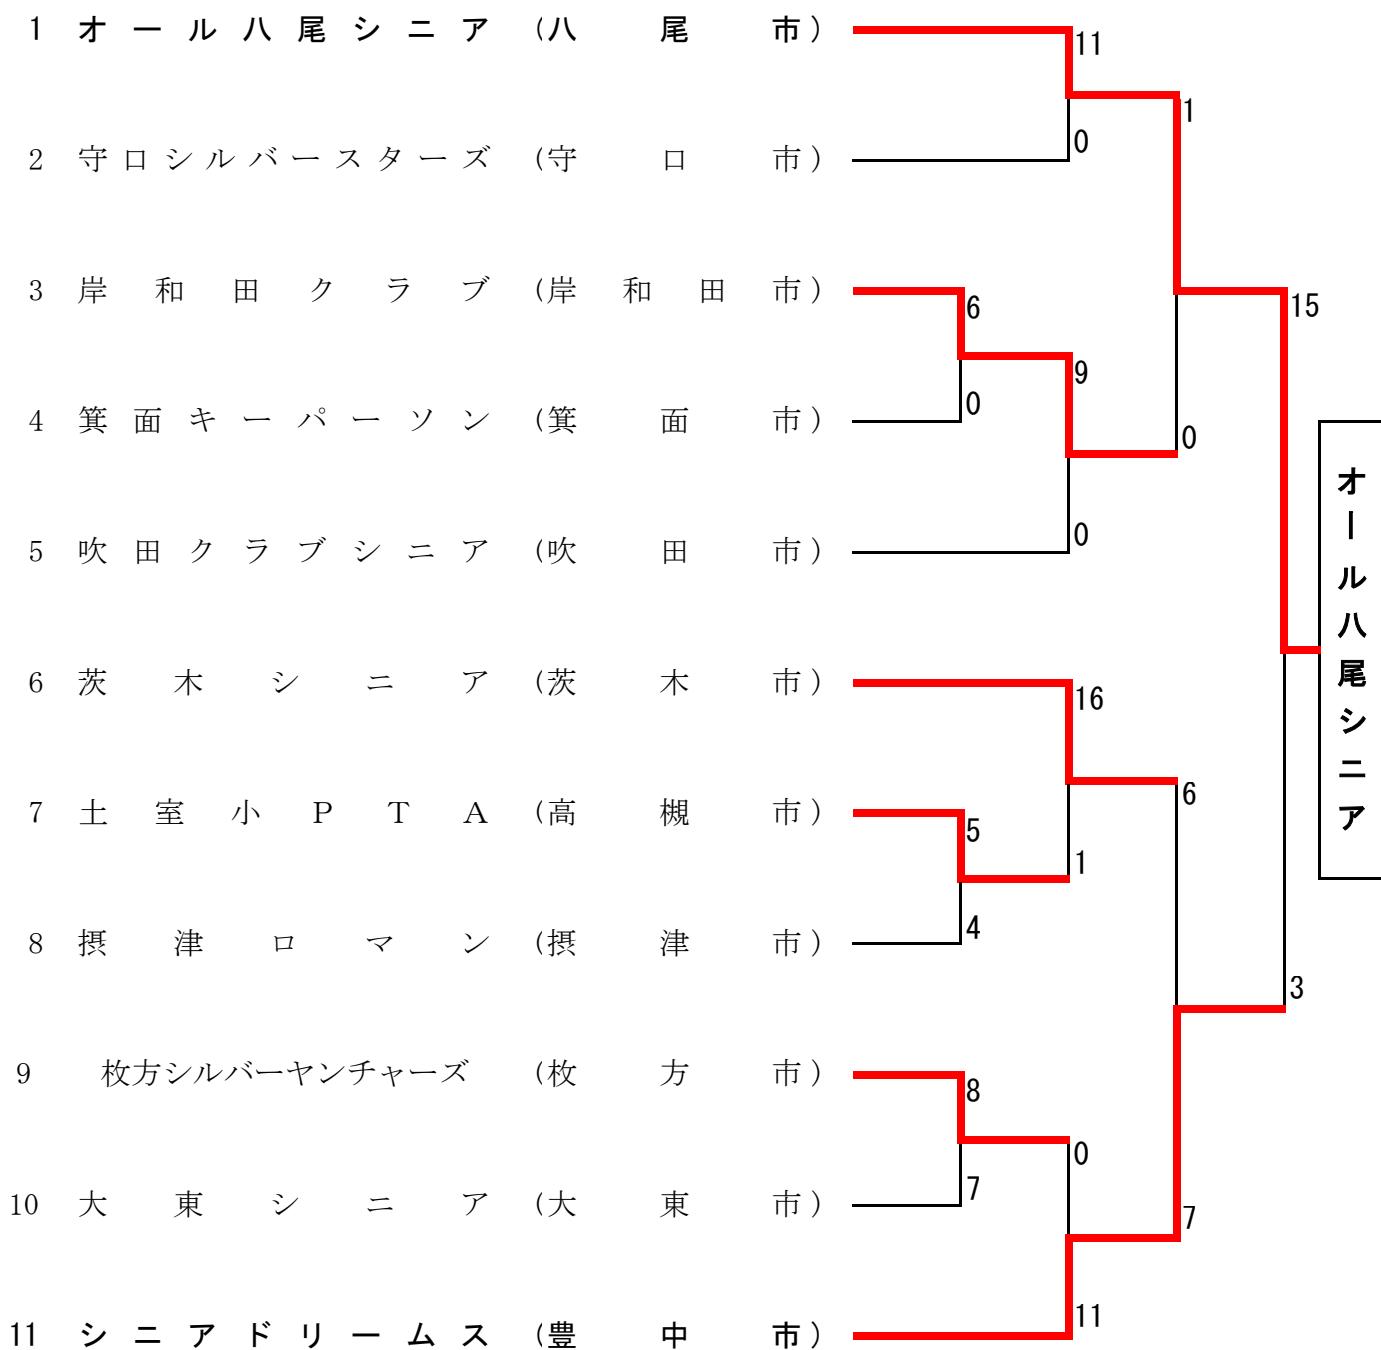 1 オール八尾シニア (八尾市)
11
1
2 守口シルバースターズ (守口市)
0
3 岸和田クラブ (岸和田市)
6
15
9
4 箕面キーパーソン (箕面市)
0
0
5 吹田クラブシニア (吹田市)
0
オール八尾シニア
6 茨木シニア (茨木市)
16
6
7 土室小PTA (高槻市)
5
1
8 摂津ロマン (摂津市)
4
3
9 枚方シルバーヤンチャーズ (枚方市)
8
0
10 大東シニア (大東市)
7
7
11 シニアドリームス (豊中市)
11